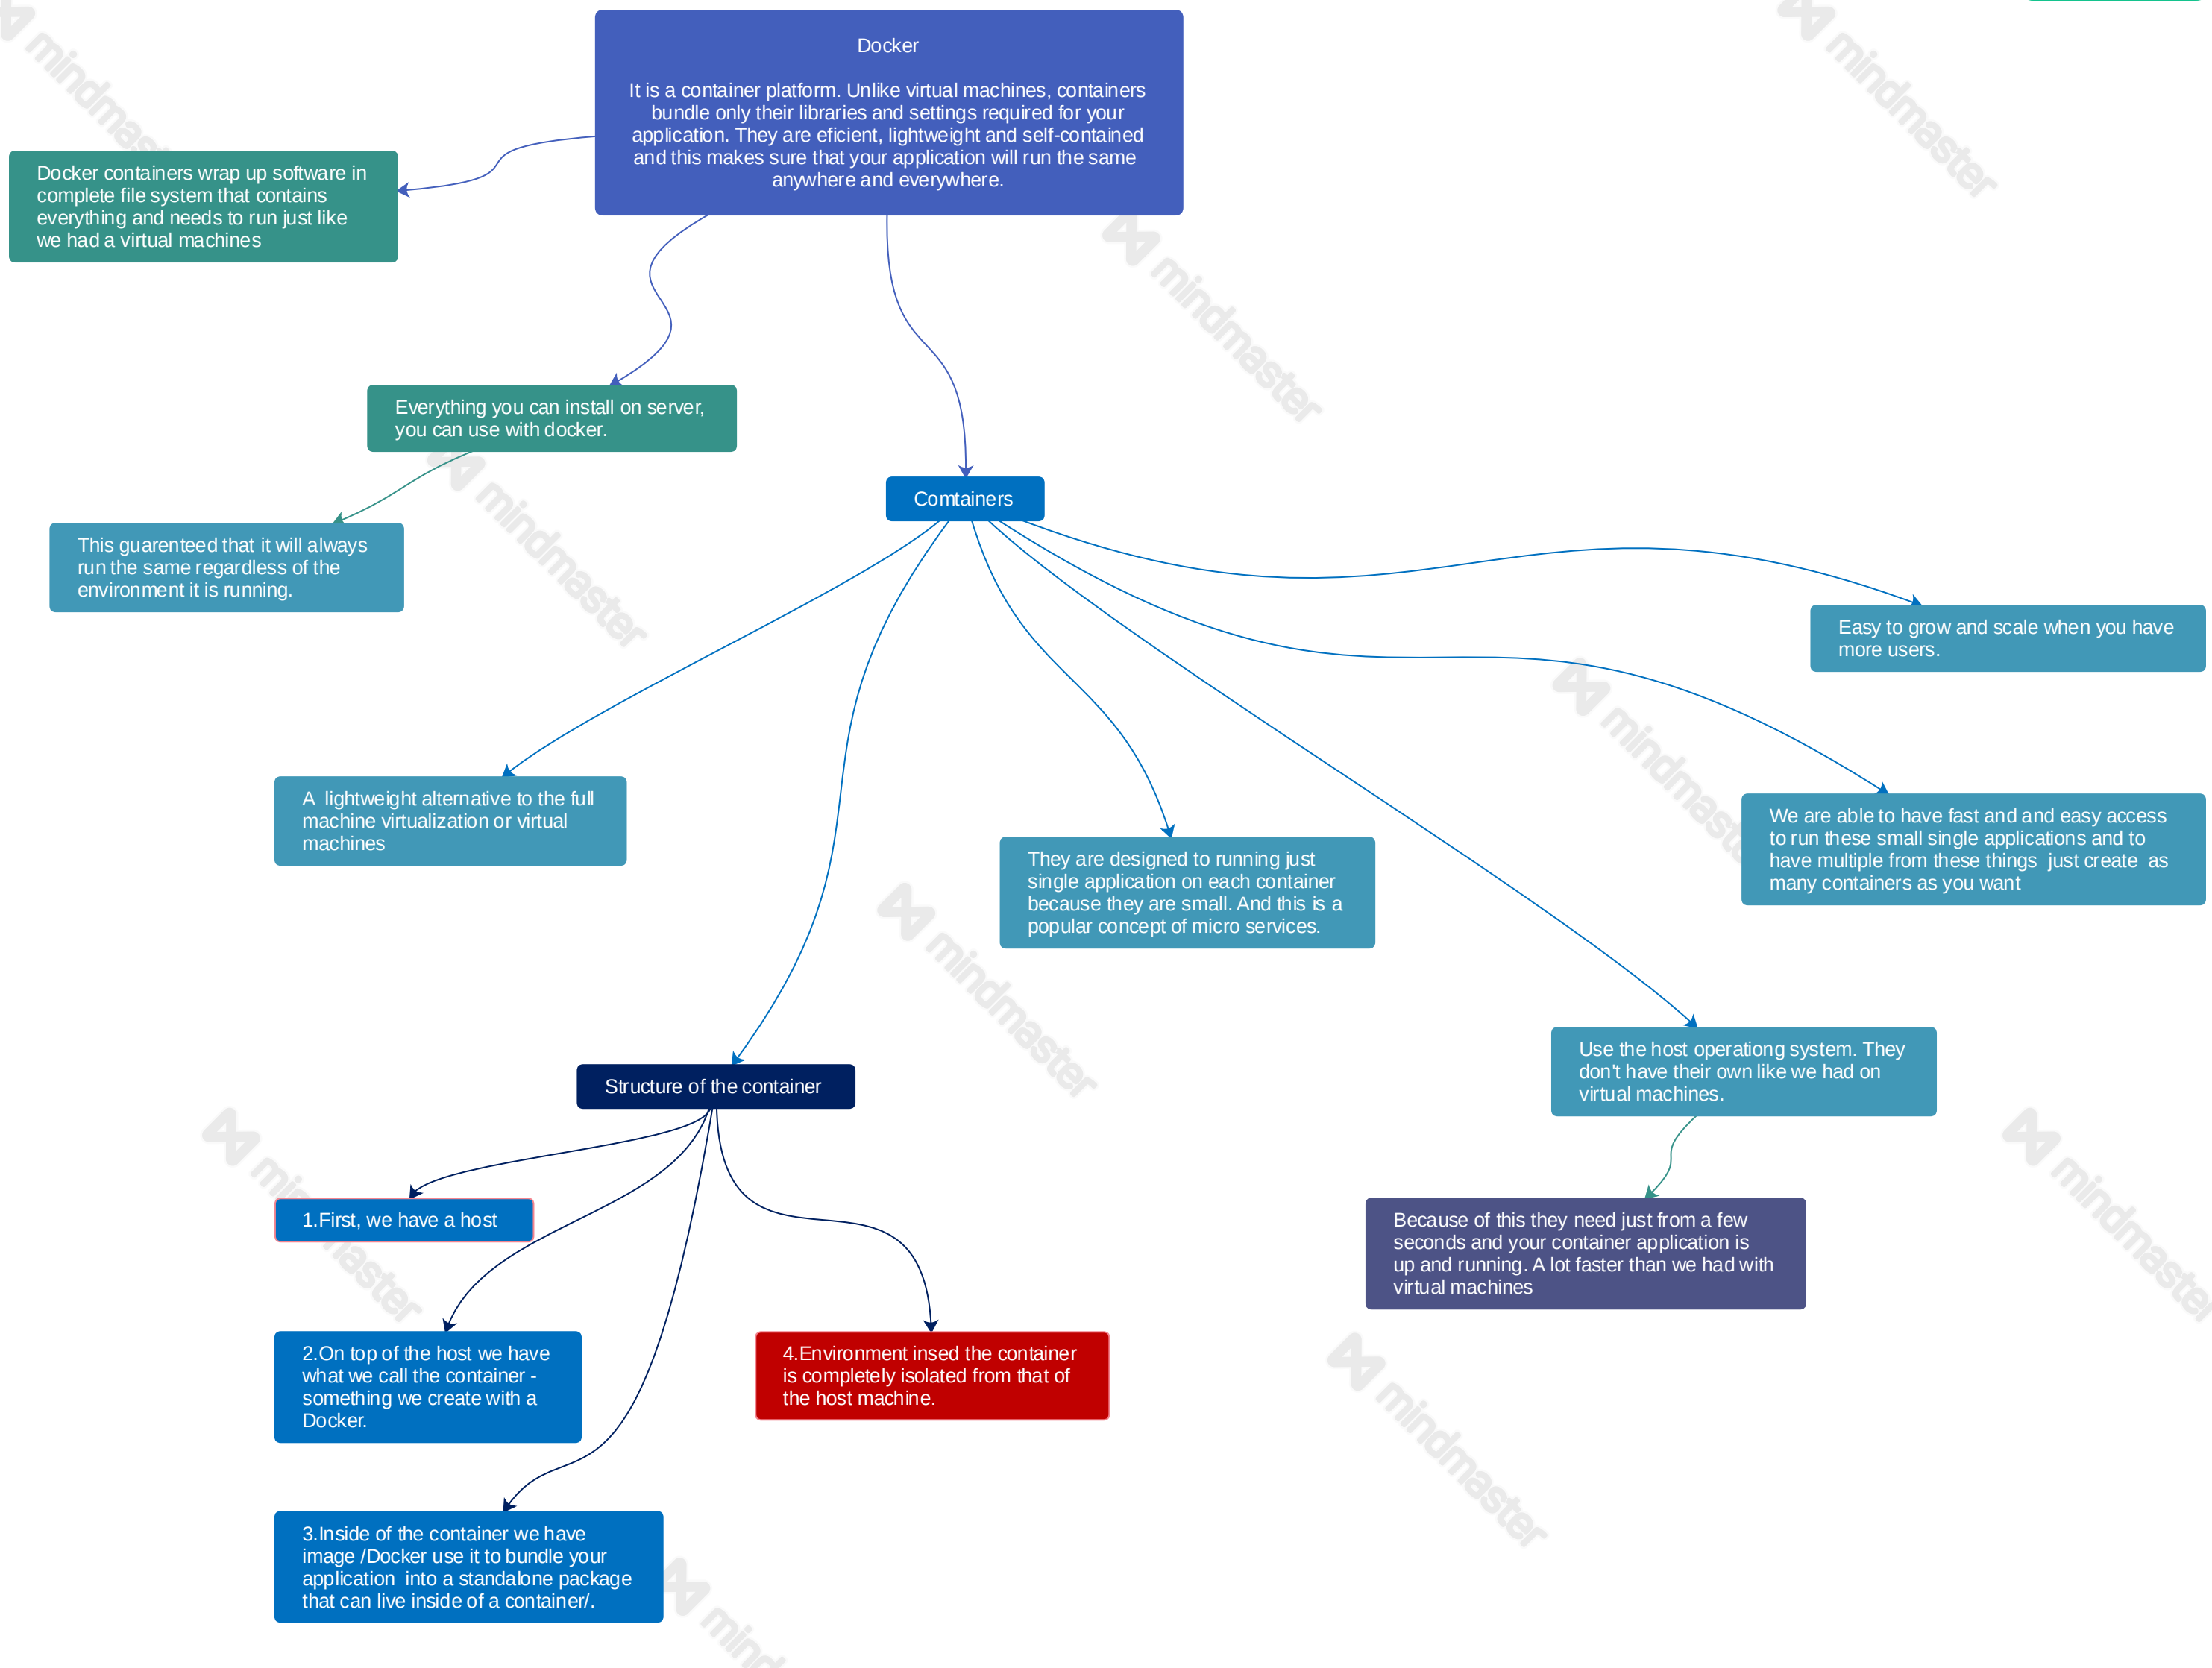 Docker
It is a container platform. Unlike virtual machines, containers
bundle only their libraries and settings required for your
application. They are eficient, lightweight and self-contained
and this makes sure that your application will run the same
anywhere and everywhere.
Docker containers wrap up software in
complete file system that contains
everything and needs to run just like
we had a virtual machines
Everything you can install on server,
you can use with docker.
This guarenteed that it will always
run the same regardless of the
environment it is running.
Comtainers
Easy to grow and scale when you have
more users.
A  lightweight alternative to the full
machine virtualization or virtual
machines
We are able to have fast and and easy access
to run these small single applications and to
have multiple from these things  just create  as
many containers as you want
They are designed to running just
single application on each container
because they are small. And this is a
popular concept of micro services.
Use the host operationg system. They
don't have their own like we had on
virtual machines.
Structure of the container
Because of this they need just from a few
seconds and your container application is
up and running. A lot faster than we had with
virtual machines
1.First, we have a host
2.On top of the host we have
what we call the container -
something we create with a
Docker.
4.Environment insed the container
is completely isolated from that of
the host machine.
3.Inside of the container we have
image /Docker use it to bundle your
application  into a standalone package
that can live inside of a container/.
mindmaster
mindmaster
mindmaster
mindmaster
mindmaster
mindmaster
mindmaster
mindmaster
mindmaster